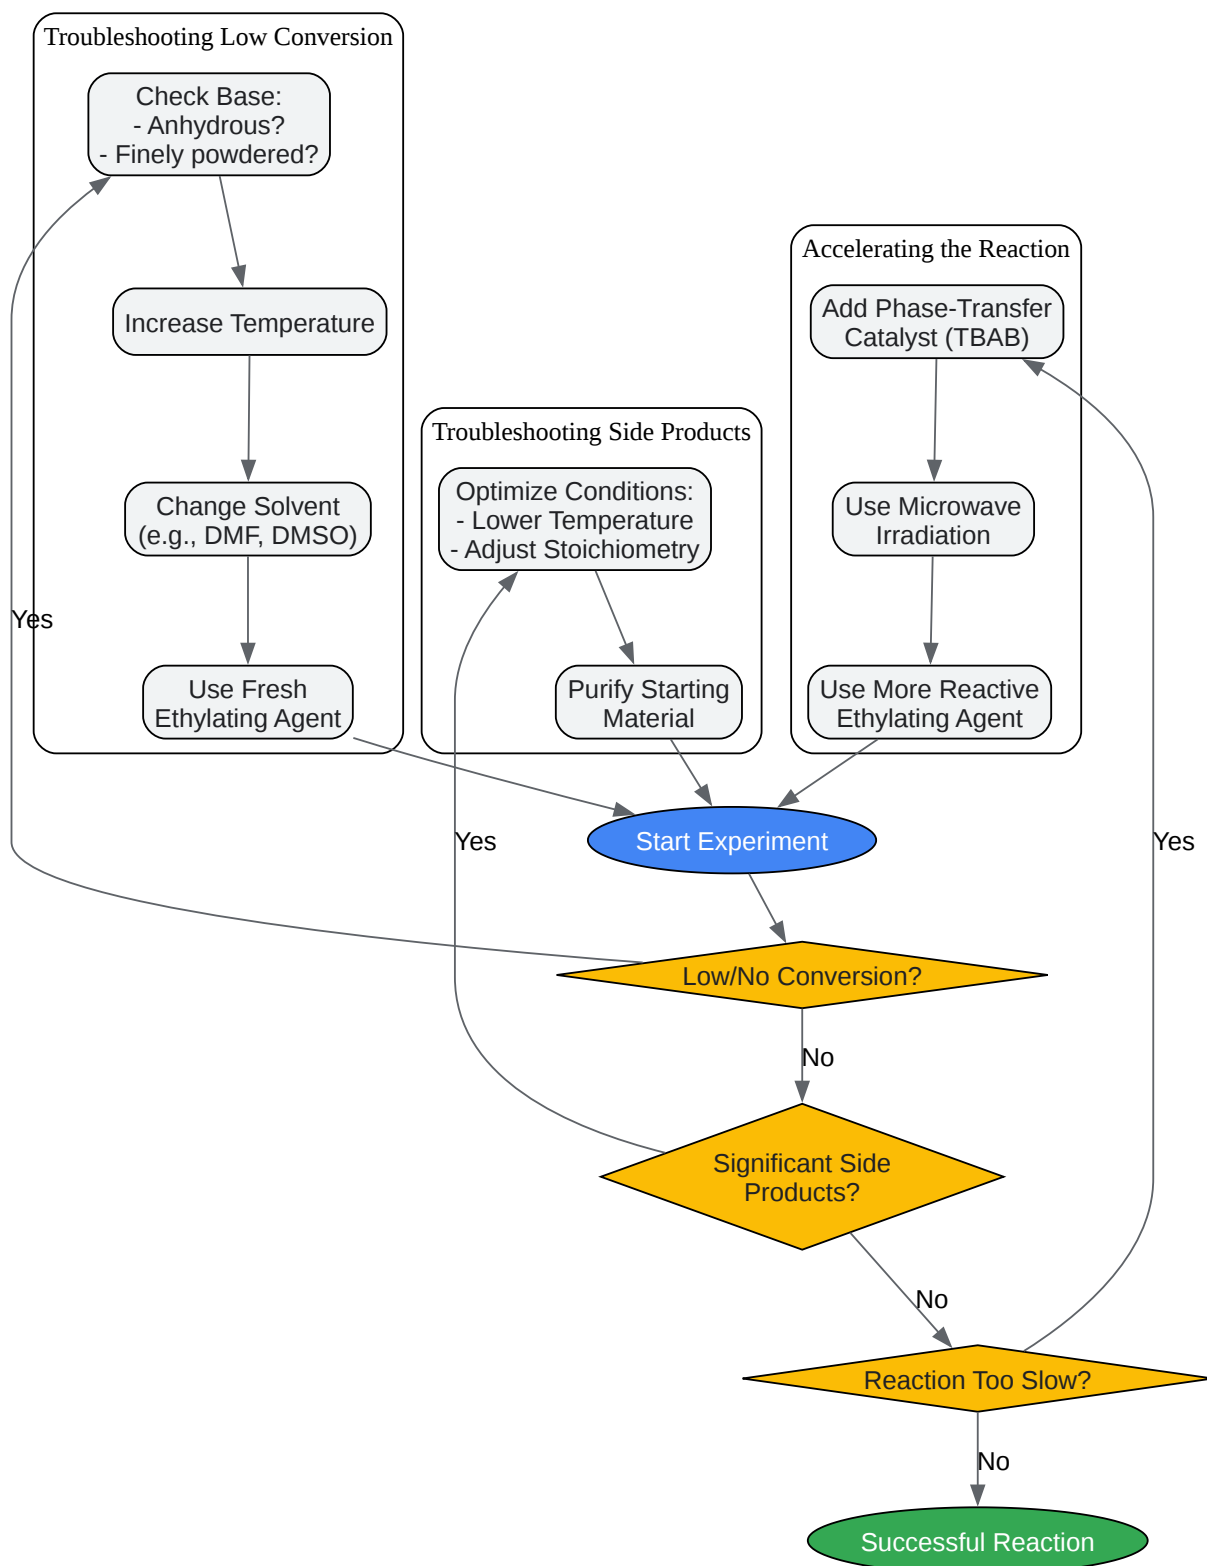 Troubleshooting Low Conversion
Check Base:
- Anhydrous?
- Finely powdered?
Increase Temperature
Change Solvent
(e.g., DMF, DMSO)
Use Fresh
Ethylating Agent
Yes
Troubleshooting Side Products
Optimize Conditions:
- Lower Temperature
- Adjust Stoichiometry
Purify Starting
Material
Yes
Accelerating the Reaction
Add Phase-Transfer
Catalyst (TBAB)
Use Microwave
Irradiation
Use More Reactive
Ethylating Agent
Yes
Start Experiment
Low/No Conversion?
No
Significant Side
Products?
No
Reaction Too Slow?
No
Successful Reaction